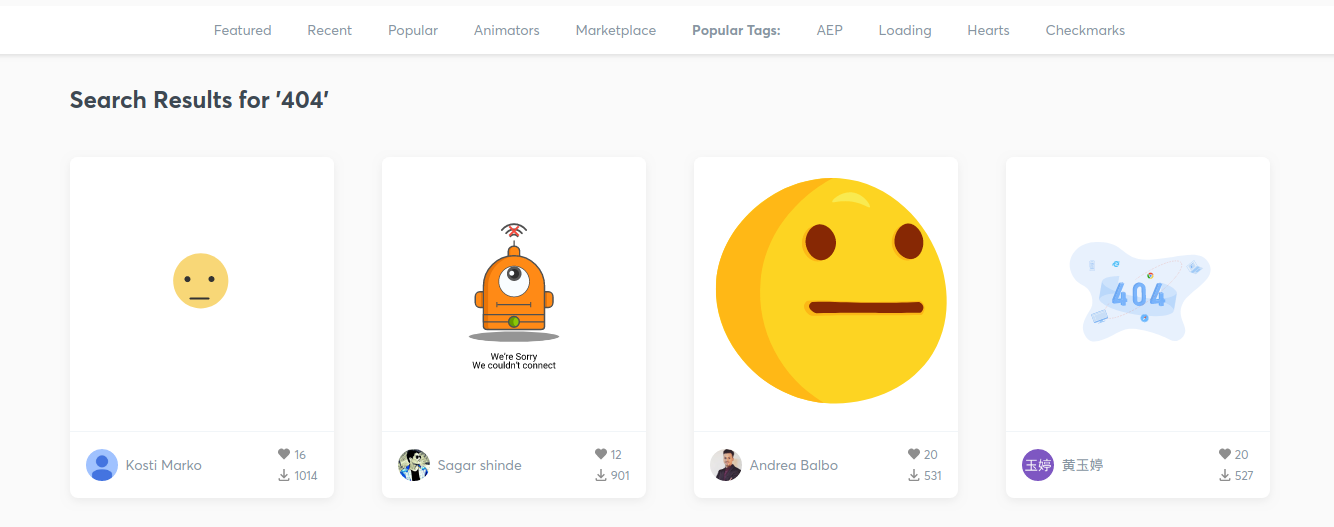 Featured Recent Popular Animators Marketplace Popular Tags: AEP Loading Hearts Checkmarks
Search Results for '404'
We're Sorry
We couldn't connect
404
Kosti Marko
16
1014
Sagar shinde
12
901
Andrea Balbo
20
531
玉婷
黄玉婷
20
527